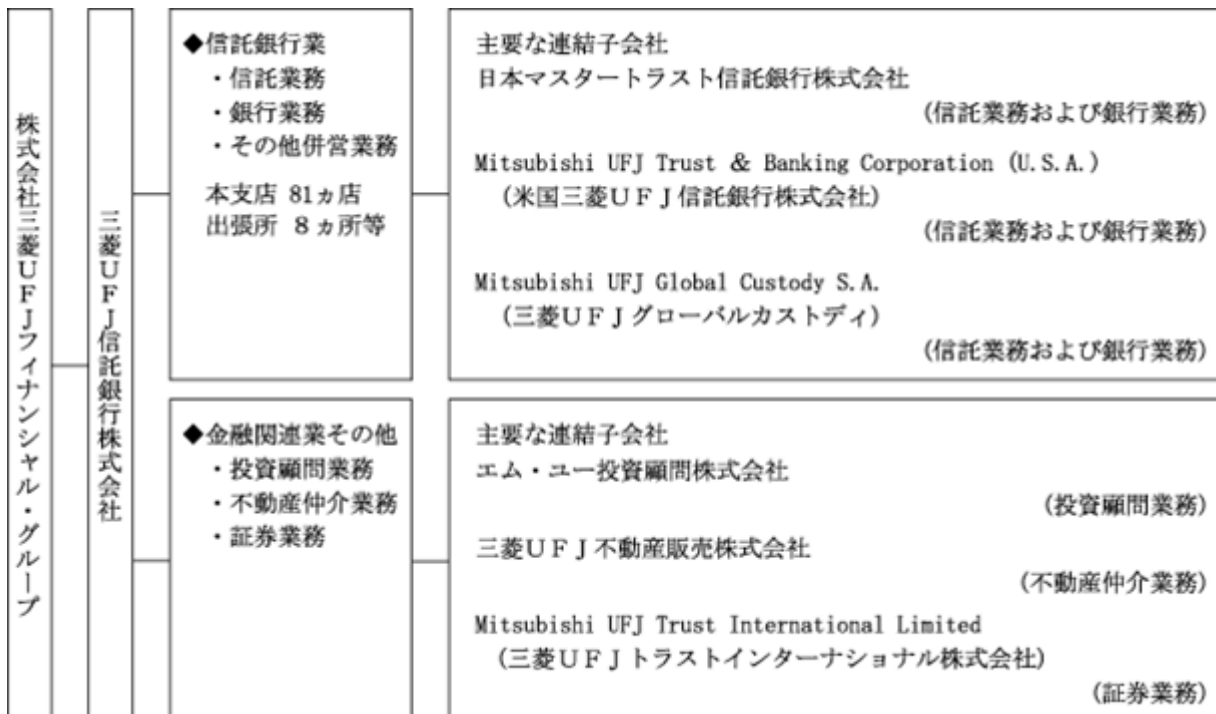 株式会社三菱UFJフィナンシャル・グループ
三菱UFJ信託銀行株式会社
◆信託銀行業
・信託業務
・銀行業務
・その他併営業務
本支店 81ヵ店
出張所 8ヵ所等
主要な連結子会社
日本マスタートラスト信託銀行株式会社
(信託業務および銀行業務)
Mitsubishi UFJ Trust & Banking Corporation (U.S.A.)
(米国三菱UFJ信託銀行株式会社)
(信託業務および銀行業務)
Mitsubishi UFJ Global Custody S.A.
(三菱UFJグローバルカストディ)
(信託業務および銀行業務)
◆金融関連業その他
・投資顧問業務
・不動産仲介業務
・証券業務
主要な連結子会社
エム・ユー投資顧問株式会社
(投資顧問業務)
三菱UFJ不動産販売株式会社
(不動産仲介業務)
Mitsubishi UFJ Trust International Limited
(三菱UFJトラストインターナショナル株式会社)
(証券業務)